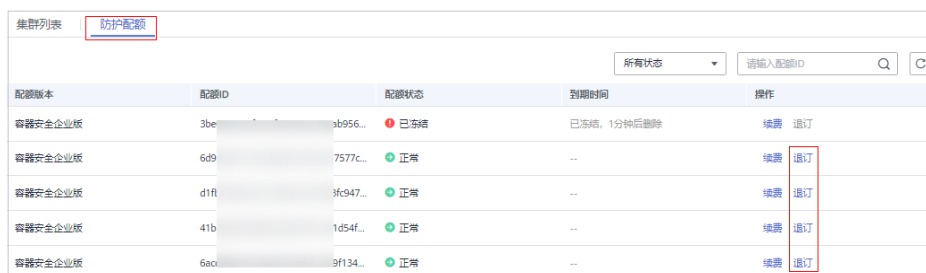 集群列表 防护配额
所有状态 请输入配额ID
配额版本 配额ID 配额状态 到期时间 操作
容器安全企业版 3be ab956... 已冻结 已冻结，1分钟后删除 续费 退订
容器安全企业版 6d9 7577c... 正常 -- 续费 退订
容器安全企业版 d1f 3fc947... 正常 -- 续费 退订
容器安全企业版 41b 1d54f... 正常 -- 续费 退订
容器安全企业版 6ac 9f134... 正常 -- 续费 退订